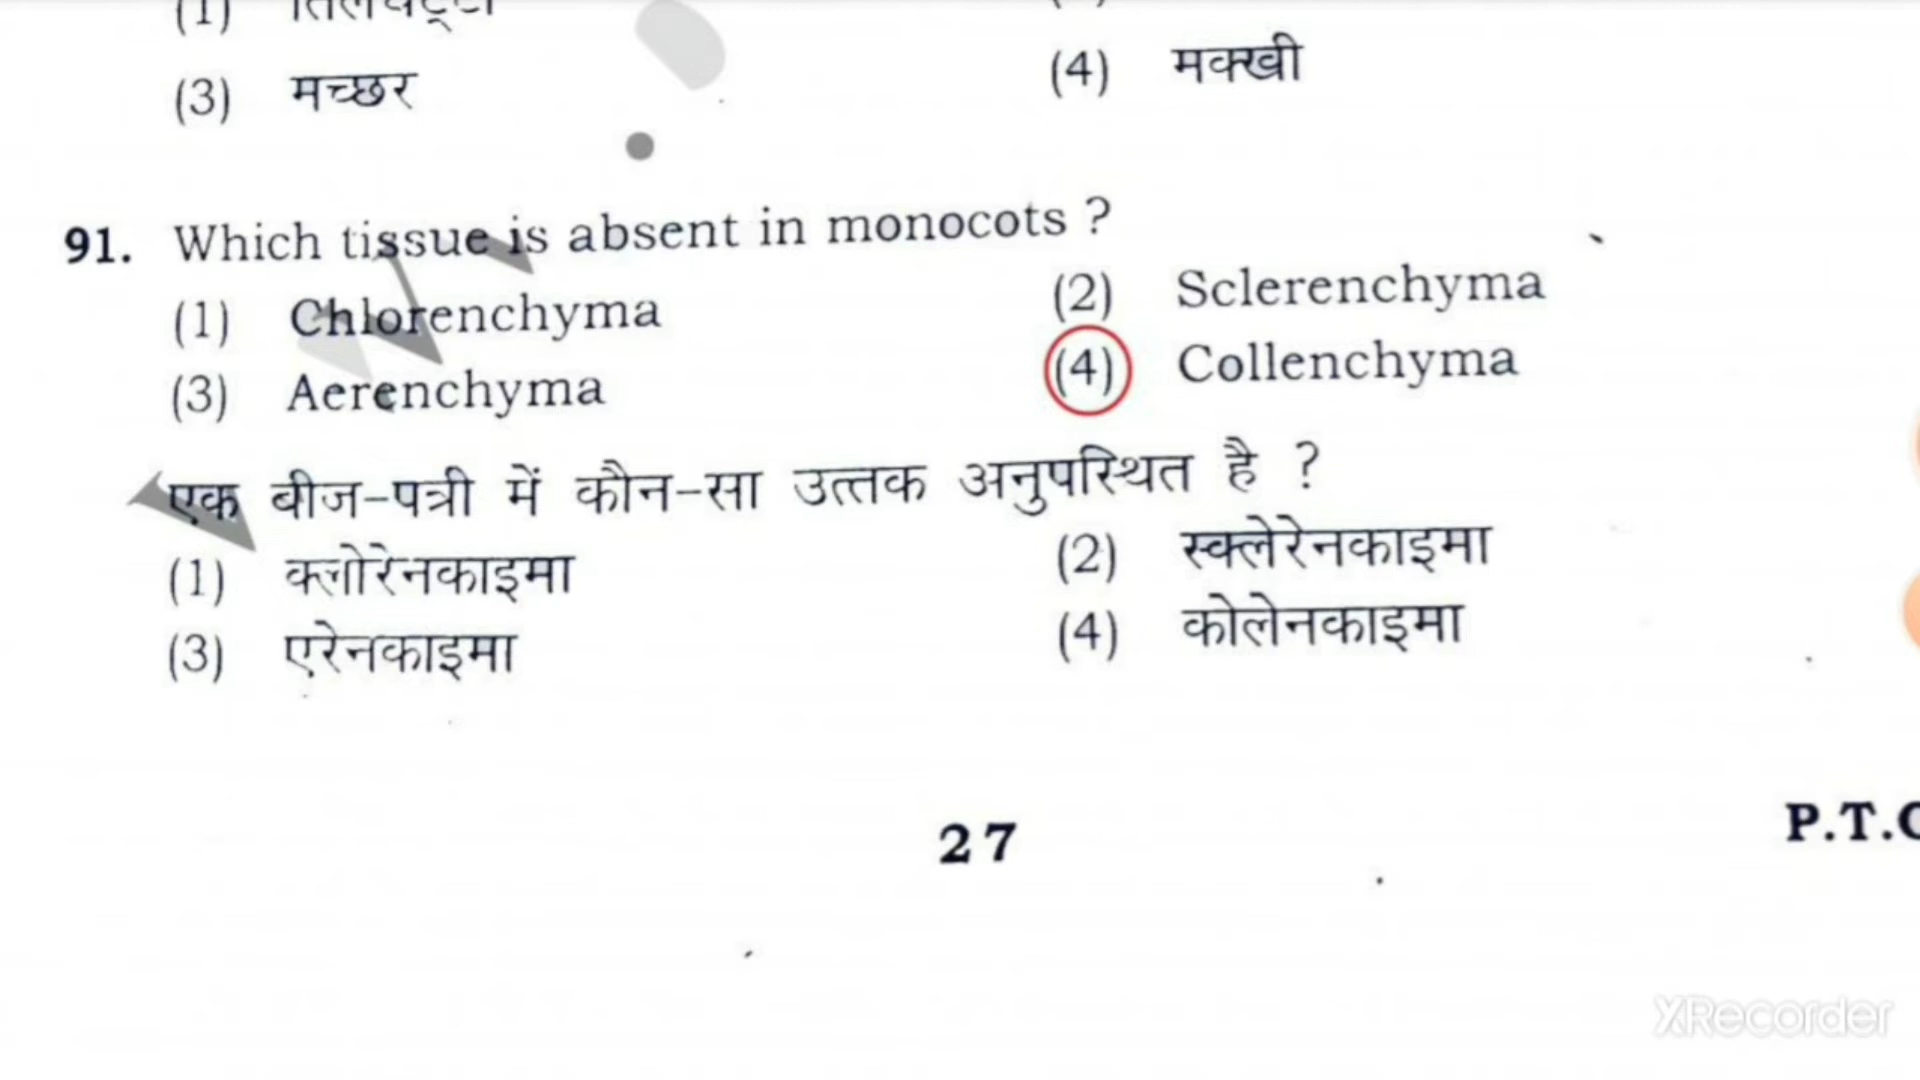 (1) तिलचट्टा
(3) मच्छर (4) मक्खी
91. Which tissue is absent in monocots ?
(1) Chlorenchyma (2) Sclerenchyma
(3) Aerenchyma (4) Collenchyma
एक बीज-पत्री में कौन-सा उत्तक अनुपस्थित है ?
(1) क्लोरेनकाइमा (2) स्क्लेरेनकाइमा
(3) एरेनकाइमा (4) कोलेनकाइमा
27 P.T.O
XRecorder